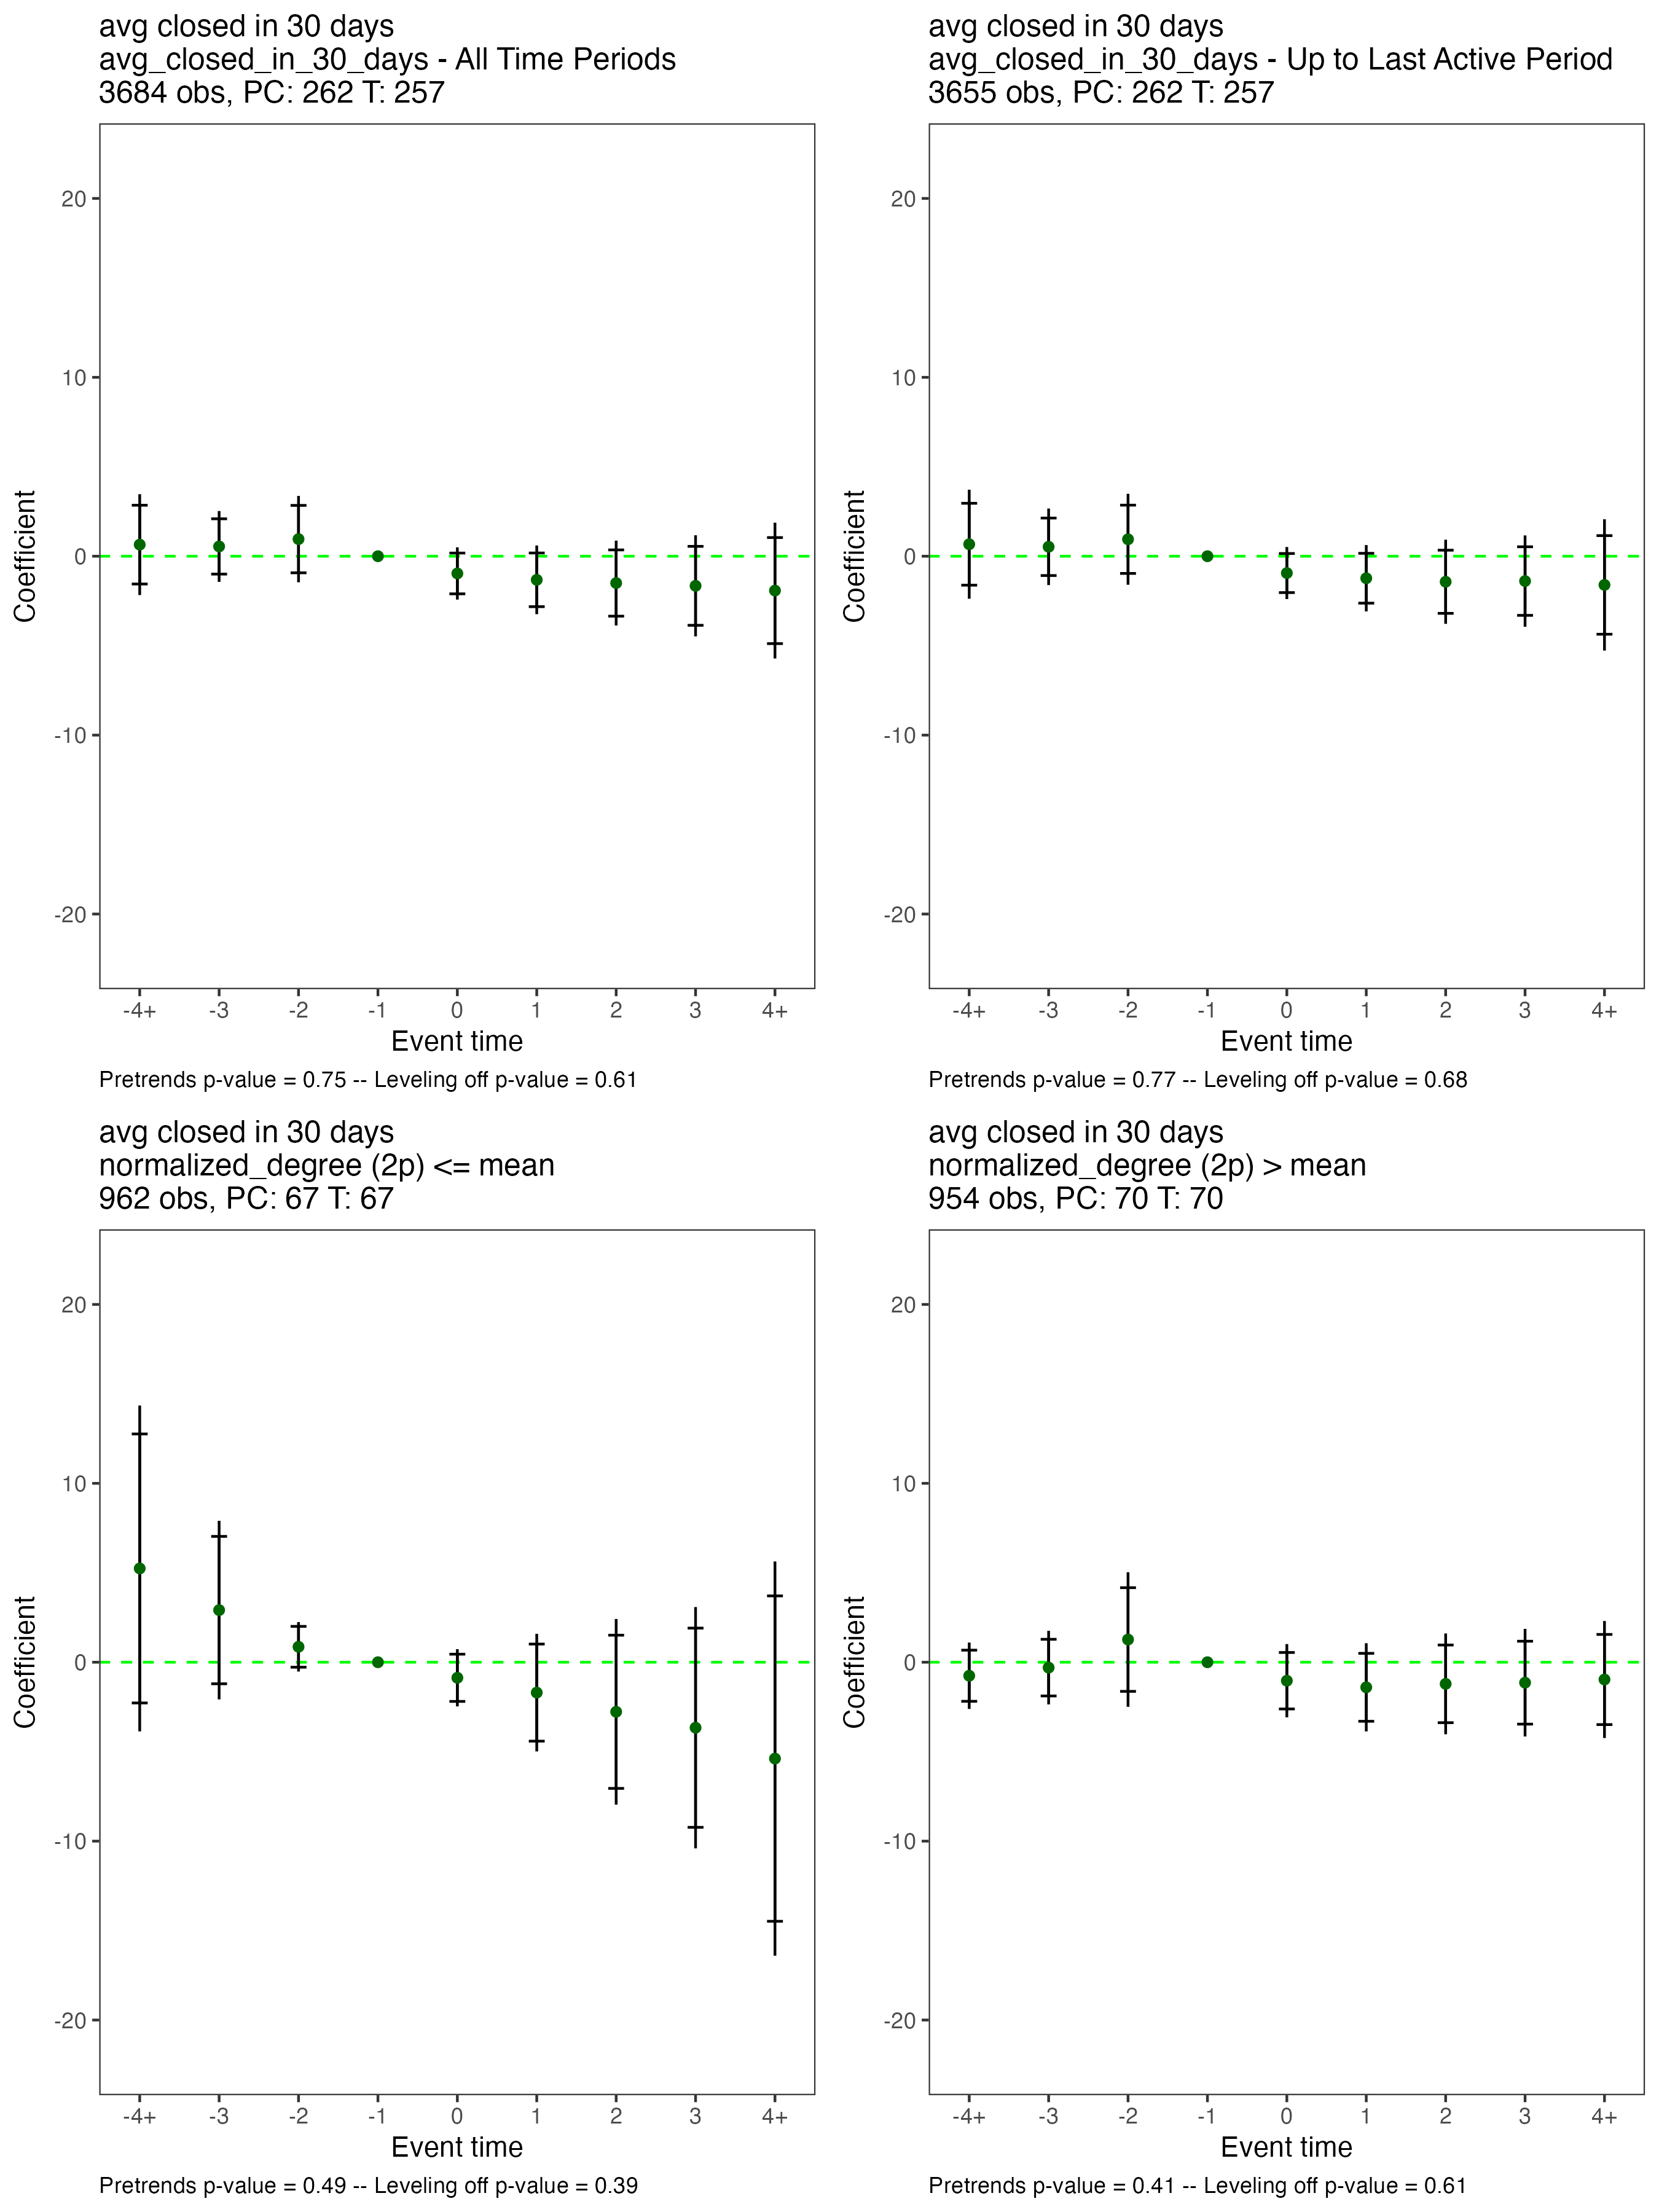 avg closed in 30 days
avg_closed_in_30_days - All Time Periods
3684 obs, PC: 262 T: 257
20
10
0
-10
-20
Coefficient
-4+ -3 -2 -1 0 1 2 3 4+
Event time
Pretrends p-value = 0.75 -- Leveling off p-value = 0.61
avg closed in 30 days
avg_closed_in_30_days - Up to Last Active Period
3655 obs, PC: 262 T: 257
20
10
0
-10
-20
Coefficient
-4+ -3 -2 -1 0 1 2 3 4+
Event time
Pretrends p-value = 0.77 -- Leveling off p-value = 0.68
avg closed in 30 days
normalized_degree (2p) <= mean
962 obs, PC: 67 T: 67
20
10
0
-10
-20
Coefficient
-4+ -3 -2 -1 0 1 2 3 4+
Event time
Pretrends p-value = 0.49 -- Leveling off p-value = 0.39
avg closed in 30 days
normalized_degree (2p) > mean
954 obs, PC: 70 T: 70
20
10
0
-10
-20
Coefficient
-4+ -3 -2 -1 0 1 2 3 4+
Event time
Pretrends p-value = 0.41 -- Leveling off p-value = 0.61